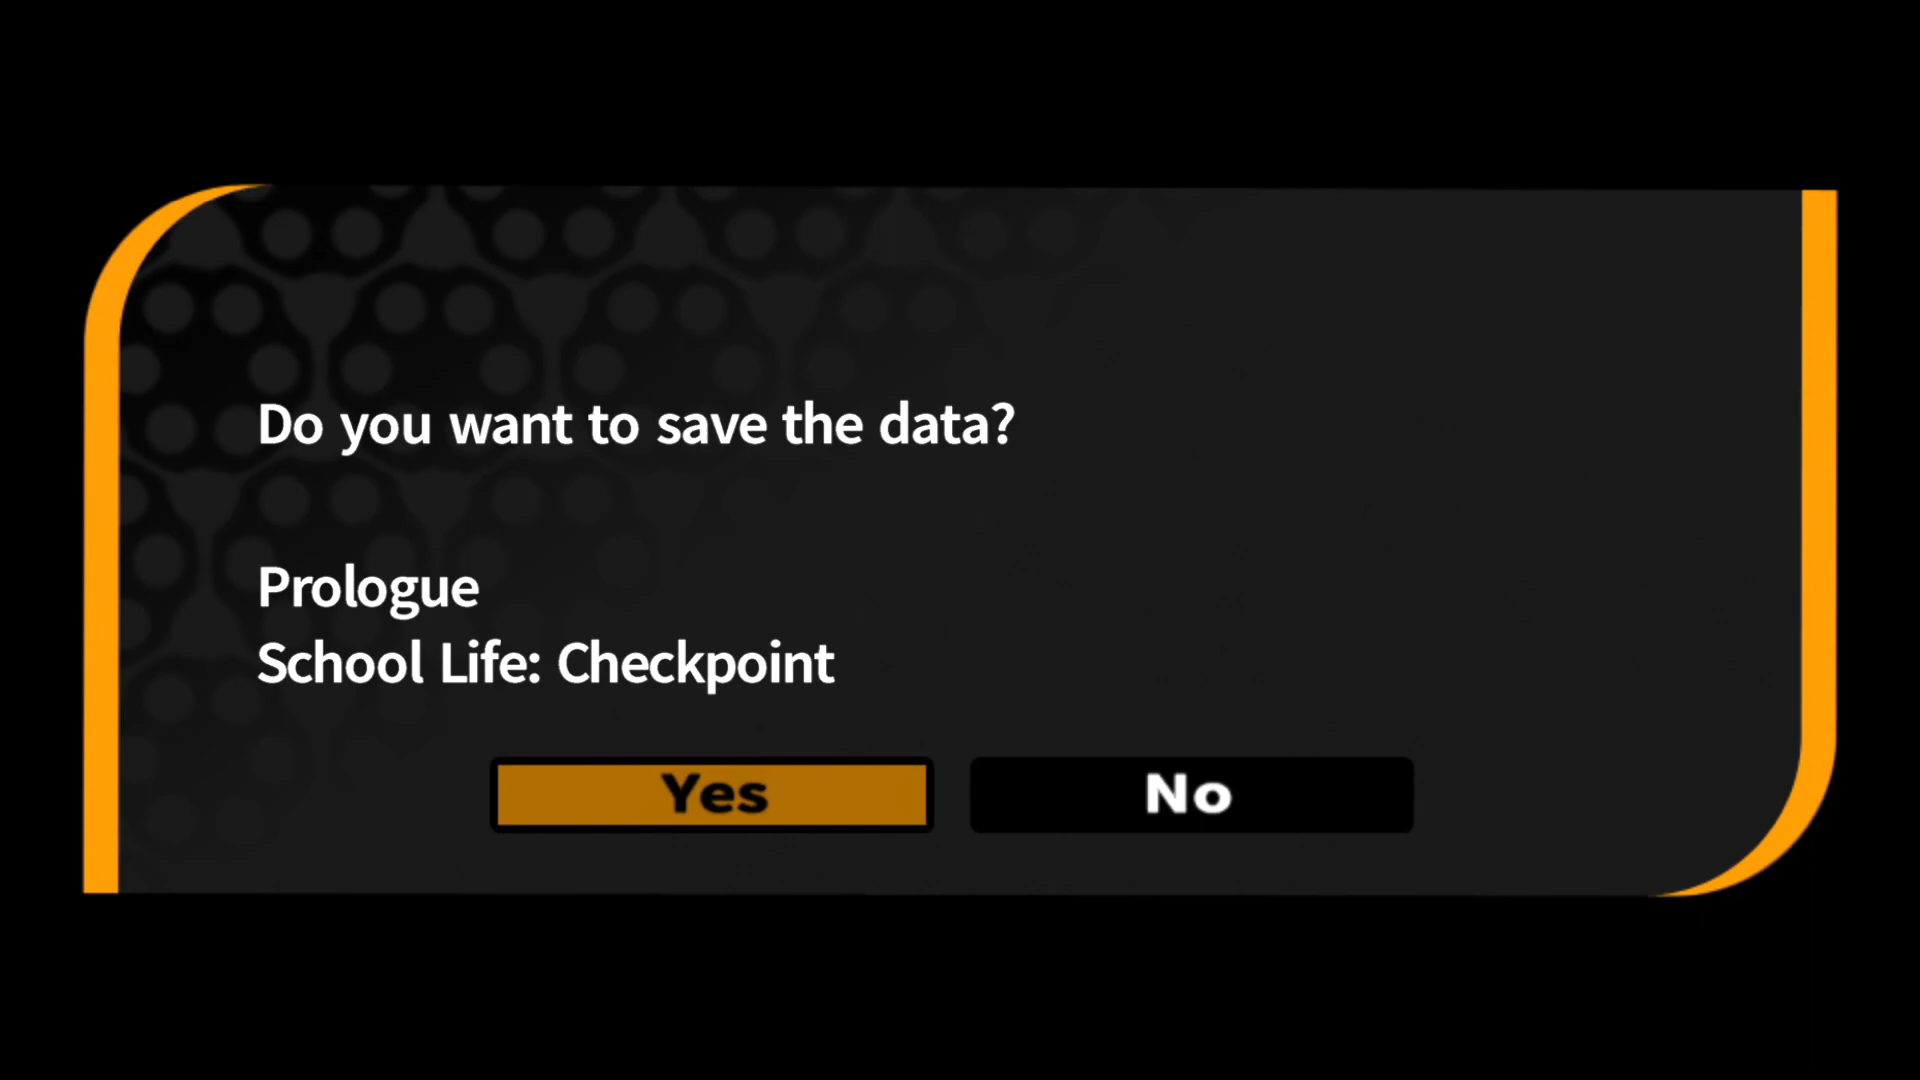 Do you want to save the data?
Prologue
School Life: Checkpoint
Yes
No